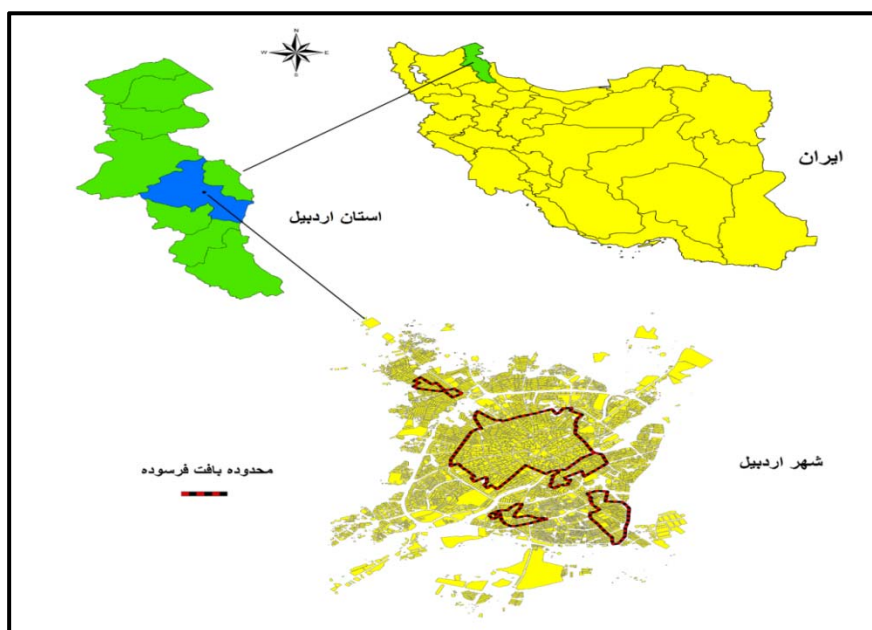 N
W E
S
ایران
استان اردبیل
شهر اردبیل
محدوده بافت فرسوده